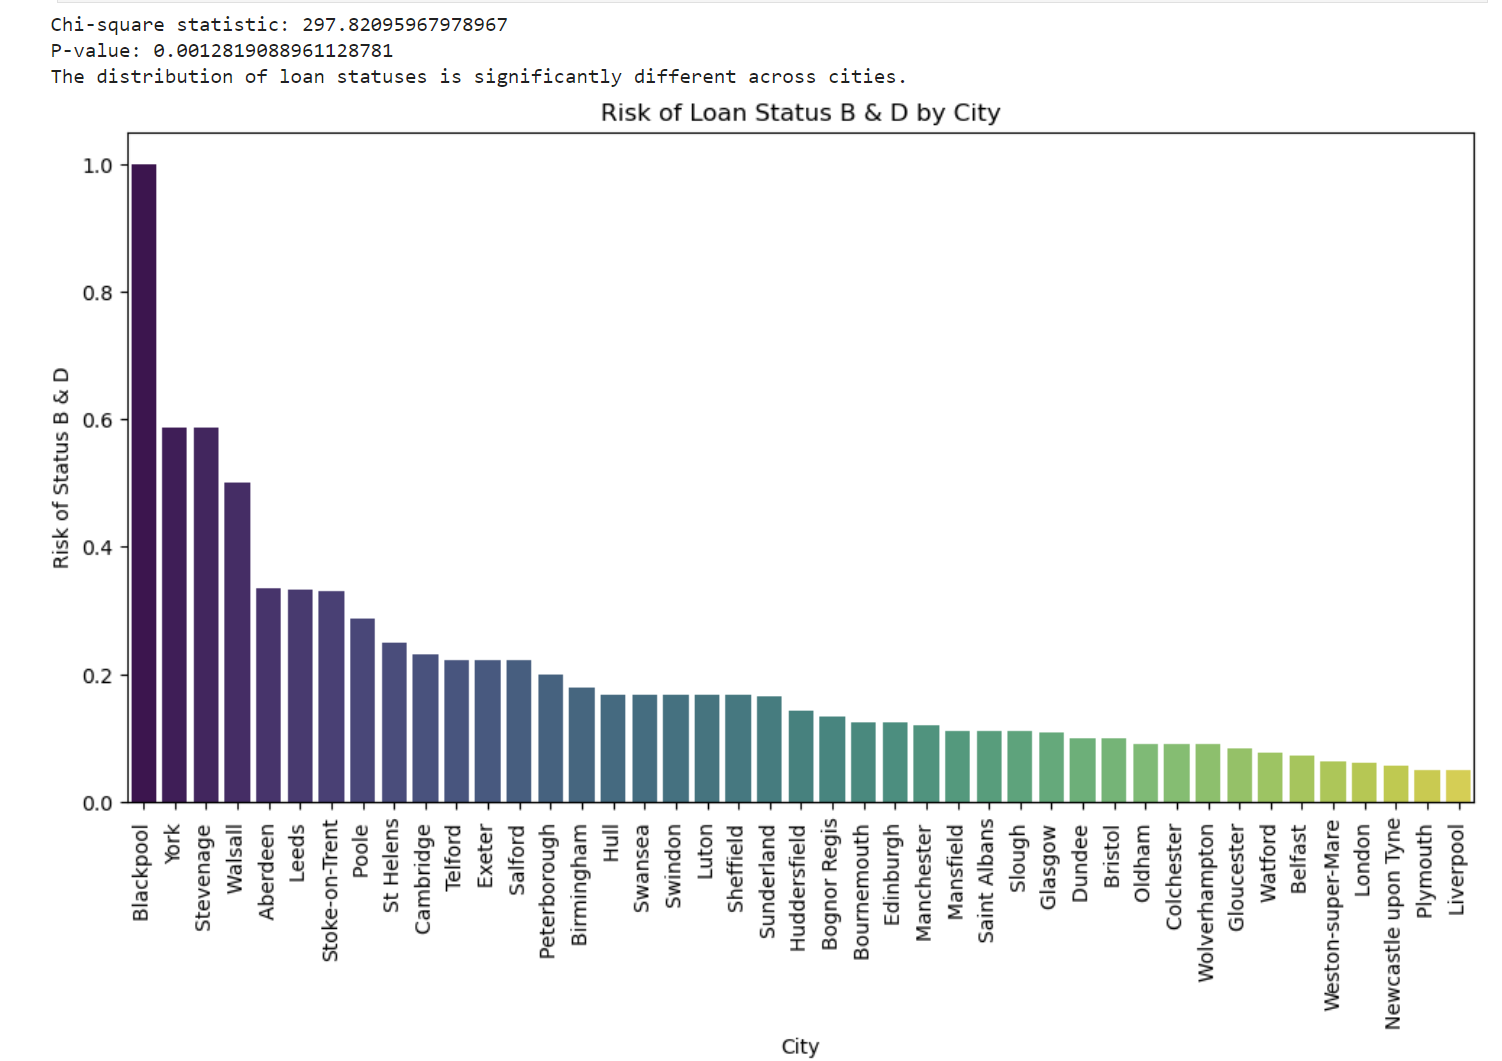 Chi-square statistic: 297.82095967978967
P-value: 0.0012819088961128781
The distribution of loan statuses is significantly different across cities.
Risk of Loan Status B & D by City
Risk of Status B & D
1.0
0.8
0.6
0.4
0.2
0.0
Blackpool
York
Stevenage
Walsall
Aberdeen
Leeds
Stoke-on-Trent
Poole
St Helens
Cambridge
Telford
Exeter
Salford
Peterborough
Birmingham
Hull
Swansea
Swindon
Luton
Sheffield
Sunderland
Huddersfield
Bognor Regis
Bournemouth
Edinburgh
Manchester
Mansfield
Saint Albans
Slough
Glasgow
Dundee
Bristol
Oldham
Colchester
Wolverhampton
Gloucester
Watford
Belfast
Weston-super-Mare
London
Newcastle upon Tyne
Plymouth
Liverpool
City